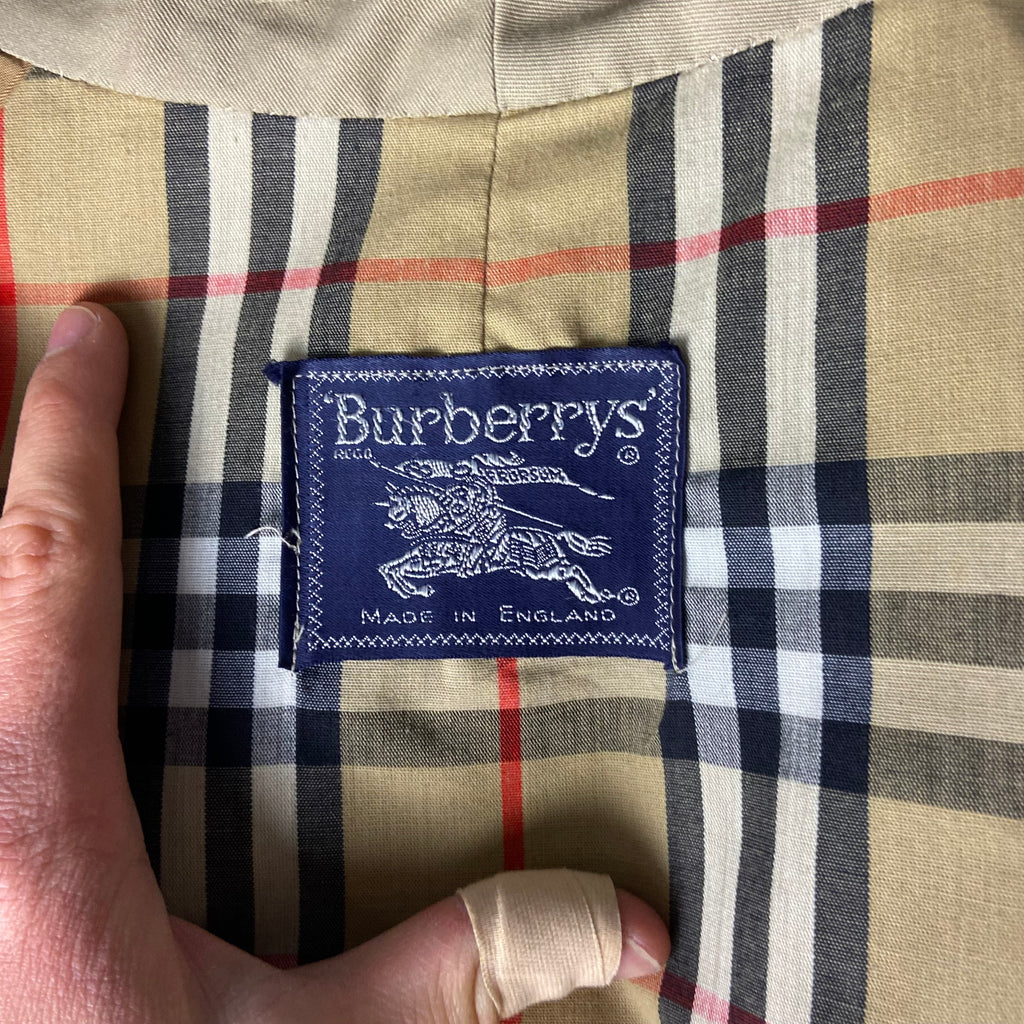 'Burberrys'
REGD. ®
PRORSUM
®
MADE IN ENGLAND